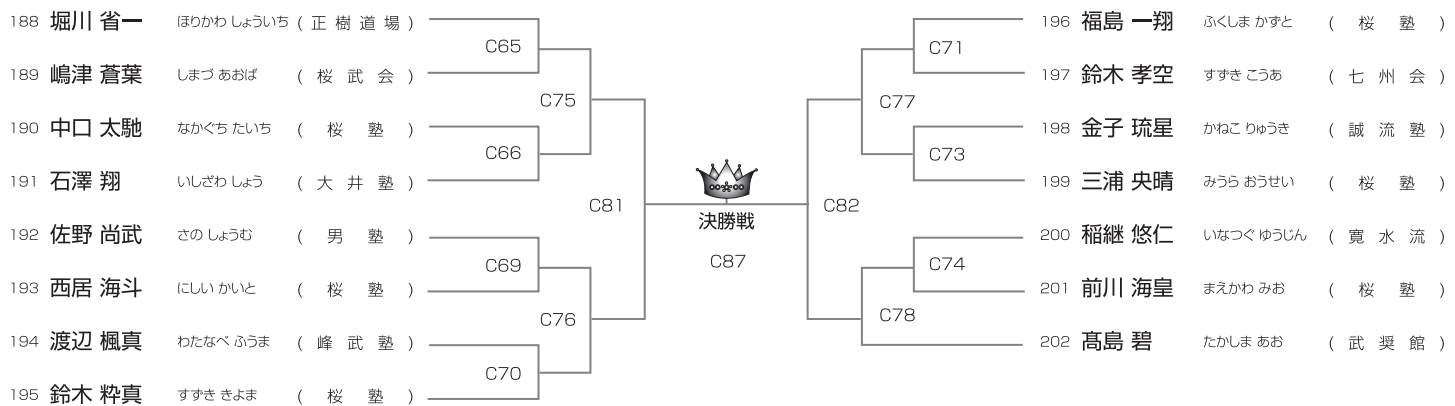 188 堀川 省一 ほりかわ しょういち ( 正 樹 道 場 )
C65
189 嶋津 蒼葉 しまづ あおば ( 桜 武 会 )
C75
190 中口 太馳 なかぐち たいち ( 桜 塾 )
C66
191 石澤 翔 いしざわ しょう ( 大 井 塾 )
C81
192 佐野 尚武 さの しょうむ ( 男 塾 )
C69
193 西居 海斗 にしい かいと ( 桜 塾 )
C76
194 渡辺 楓真 わたなべ ふうま ( 峰 武 塾 )
C70
195 鈴木 粋真 すずき きよま ( 桜 塾 )
決勝戦
C87
196 福島 一翔 ふくしま かずと ( 桜 塾 )
C71
197 鈴木 孝空 すずき こうあ ( 七 州 会 )
C77
198 金子 琉星 かねこ りゅうき ( 誠 流 塾 )
C73
199 三浦 央晴 みうら おうせい ( 桜 塾 )
C82
200 稲継 悠仁 いなつぐ ゆうじん ( 寛 水 流 )
C74
201 前川 海皇 まえかわ みお ( 桜 塾 )
C78
202 髙島 碧 たかしま あお ( 武 奨 館 )